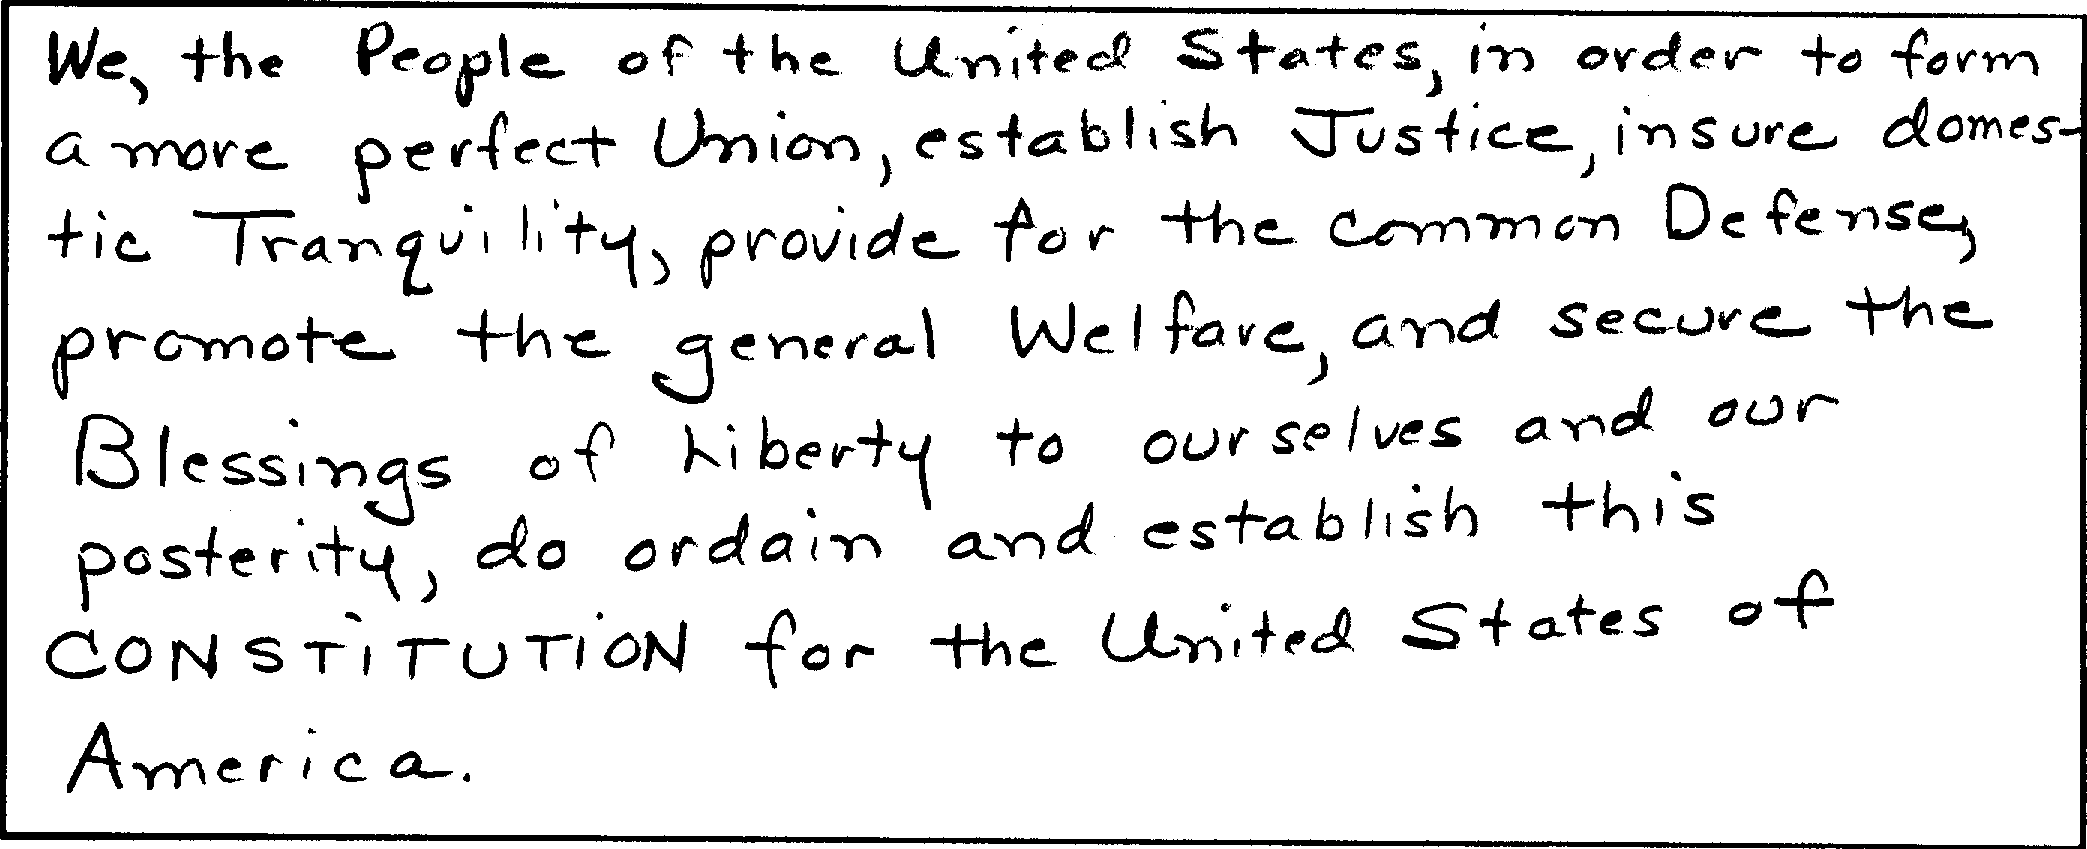 We, the People of the United States, in order to form
a more perfect Union, establish Justice, insure domes-
tic Tranquility, provide for the common Defense,
promote the general Welfare, and secure the
Blessings of Liberty to ourselves and our
posterity, do ordain and establish this
CONSTiTUTiON for the United States of
America.